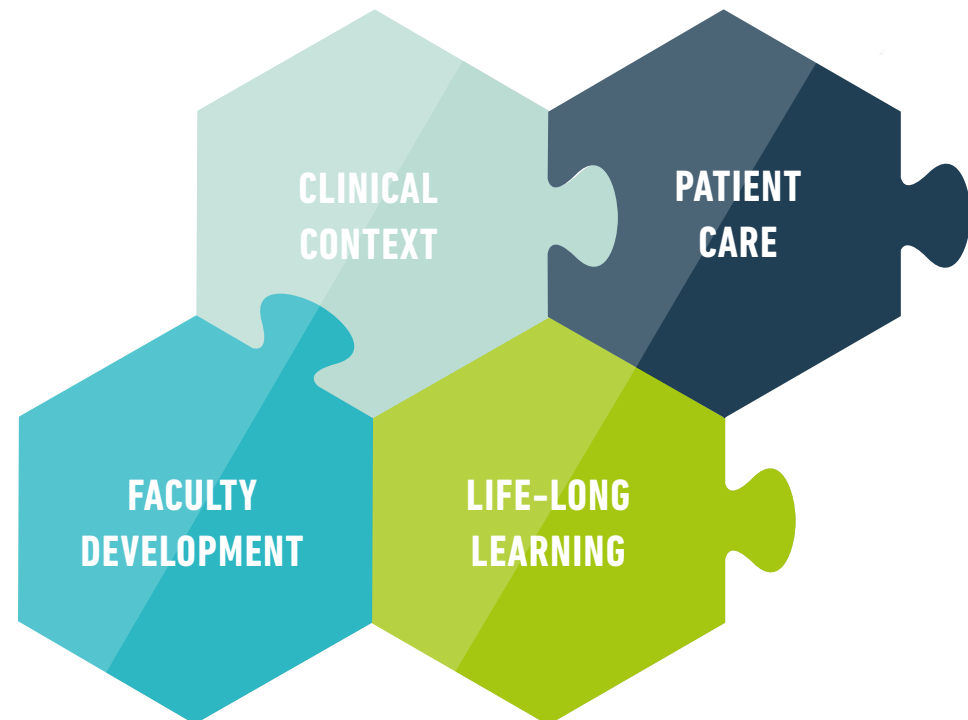 CLINICAL
CONTEXT
PATIENT
CARE
FACULTY
DEVELOPMENT
LIFE-LONG
LEARNING